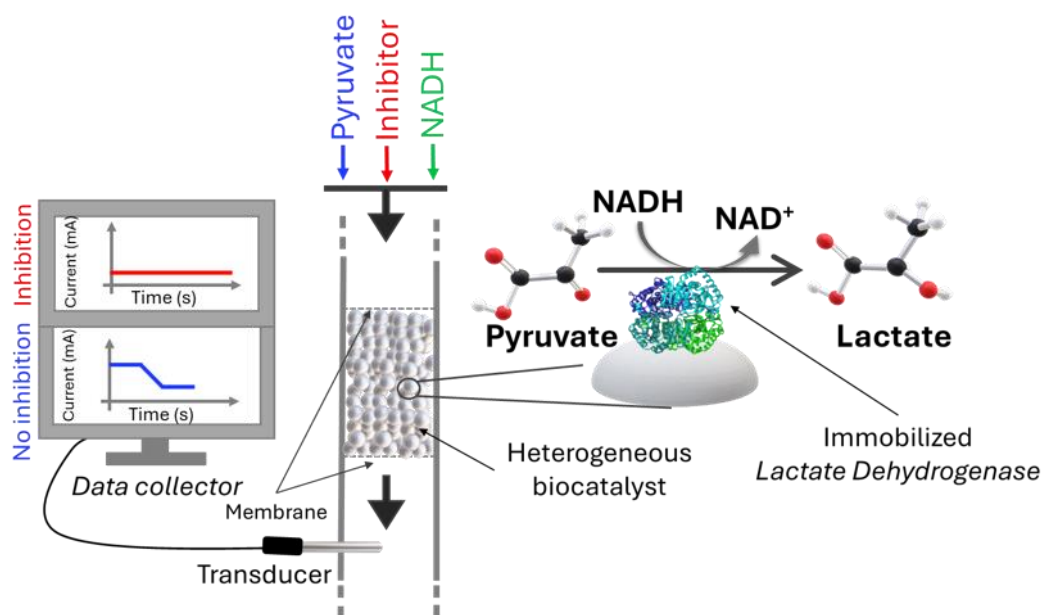 Pyruvate
Inhibitor
NADH
Inhibition
No inhibition
Current (mA)
Time (s)
Current (mA)
Time (s)
Data collector
Membrane
Transducer
NADH
NAD⁺
Pyruvate
Lactate
Heterogeneous
biocatalyst
Immobilized
Lactate Dehydrogenase